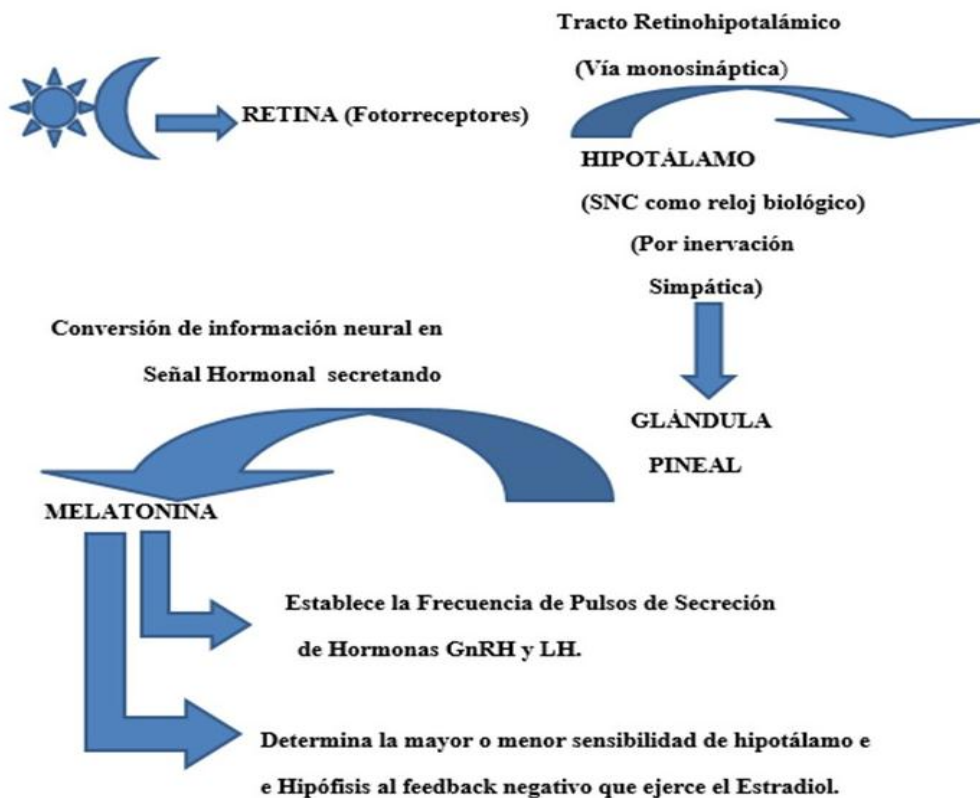 Tracto Retinohipotalámico
(Vía monosináptica)
RETINA (Fotorreceptores)
HIPOTÁLAMO
(SNC como reloj biológico)
(Por inervación
Simpática)
Conversión de información neural en
Señal Hormonal secretando
GLÁNDULA
PINEAL
MELATONINA
Establece la Frecuencia de Pulsos de Secreción
de Hormonas GnRH y LH.
Determina la mayor o menor sensibilidad de hipotálamo e
e Hipófisis al feedback negativo que ejerce el Estradiol.